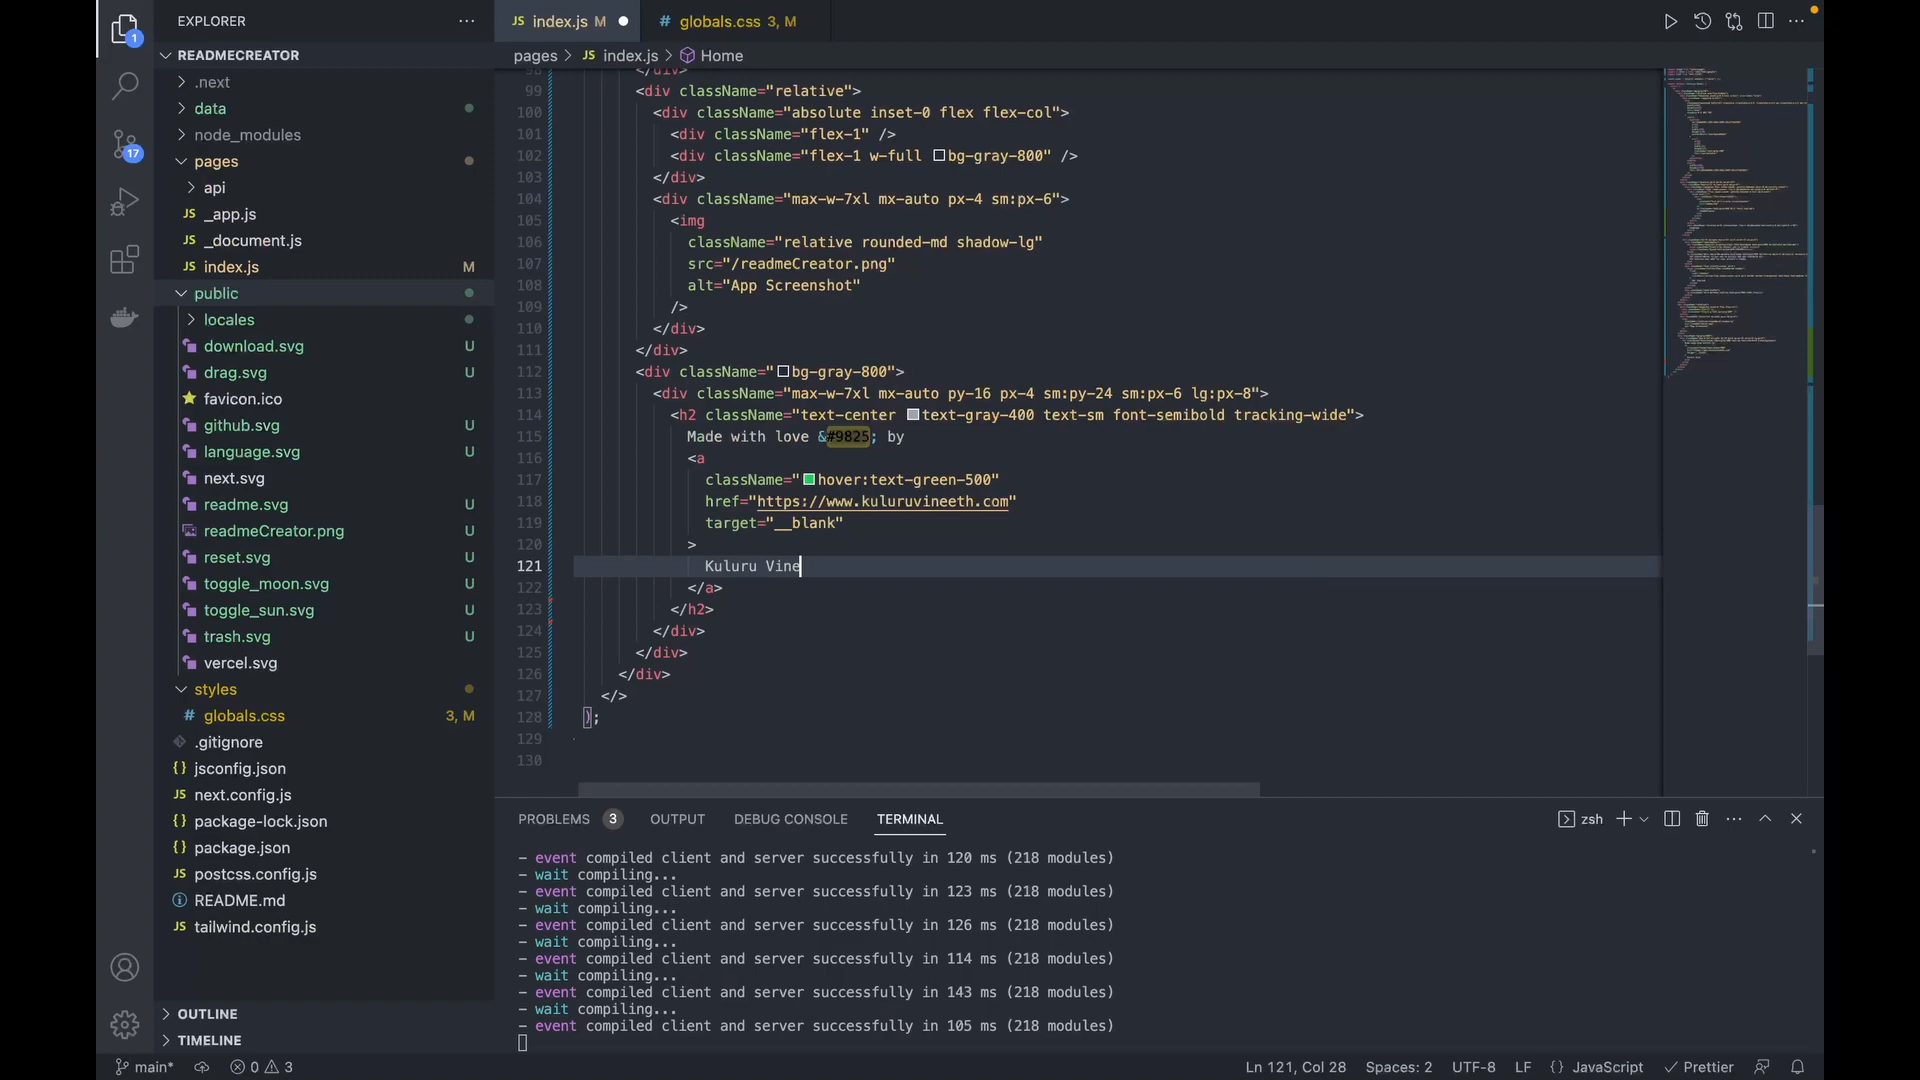 EXPLORER
READMECREATOR
.next
data
node_modules
pages
api
JS _app.js
JS _document.js
JS index.js M
public
locales
download.svg U
drag.svg U
favicon.ico
github.svg U
language.svg U
next.svg
readme.svg U
readmeCreator.png U
reset.svg U
toggle_moon.svg U
toggle_sun.svg U
trash.svg U
vercel.svg
styles
# globals.css 3, M
.gitignore
{} jsconfig.json
JS next.config.js
{} package-lock.json
{} package.json
JS postcss.config.js
README.md
JS tailwind.config.js
OUTLINE
TIMELINE
1
17
JS index.js M
# globals.css 3, M
pages > JS index.js > Home
98 </div>
99 <div className="relative">
100 <div className="absolute inset-0 flex flex-col">
101 <div className="flex-1" />
102 <div className="flex-1 w-full bg-gray-800" />
103 </div>
104 <div className="max-w-7xl mx-auto px-4 sm:px-6">
105 <img
106 className="relative rounded-md shadow-lg"
107 src="/readmeCreator.png"
108 alt="App Screenshot"
109 />
110 </div>
111 </div>
112 <div className="bg-gray-800">
113 <div className="max-w-7xl mx-auto py-16 px-4 sm:py-24 sm:px-6 lg:px-8">
114 <h2 className="text-center text-gray-400 text-sm font-semibold tracking-wide">
115 Made with love &#9825; by
116 <a
117 className="hover:text-green-500"
118 href="https://www.kuluruvineeth.com"
119 target="__blank"
120 >
121 Kuluru Vine
122 </a>
123 </h2>
124 </div>
125 </div>
126 </div>
127 </>
128 );
129
130
PROBLEMS 3 OUTPUT DEBUG CONSOLE TERMINAL
zsh
- event compiled client and server successfully in 120 ms (218 modules)
- wait compiling...
- event compiled client and server successfully in 123 ms (218 modules)
- wait compiling...
- event compiled client and server successfully in 126 ms (218 modules)
- wait compiling...
- event compiled client and server successfully in 114 ms (218 modules)
- wait compiling...
- event compiled client and server successfully in 143 ms (218 modules)
- wait compiling...
- event compiled client and server successfully in 105 ms (218 modules)
main* 0 3
Ln 121, Col 28 Spaces: 2 UTF-8 LF {} JavaScript Prettier